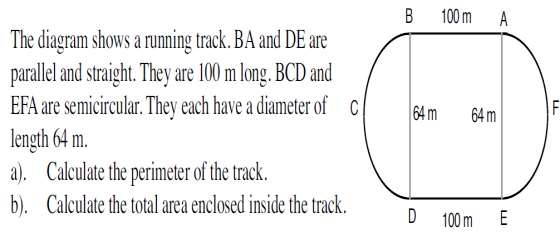 The diagram shows a running track. BA and DE are
parallel and straight. They are 100 m long. BCD and
EFA are semicircular. They each have a diameter of
length 64 m.
a). Calculate the perimeter of the track.
b). Calculate the total area enclosed inside the track.
B 100 m A
C 64 m 64 m F
D 100 m E